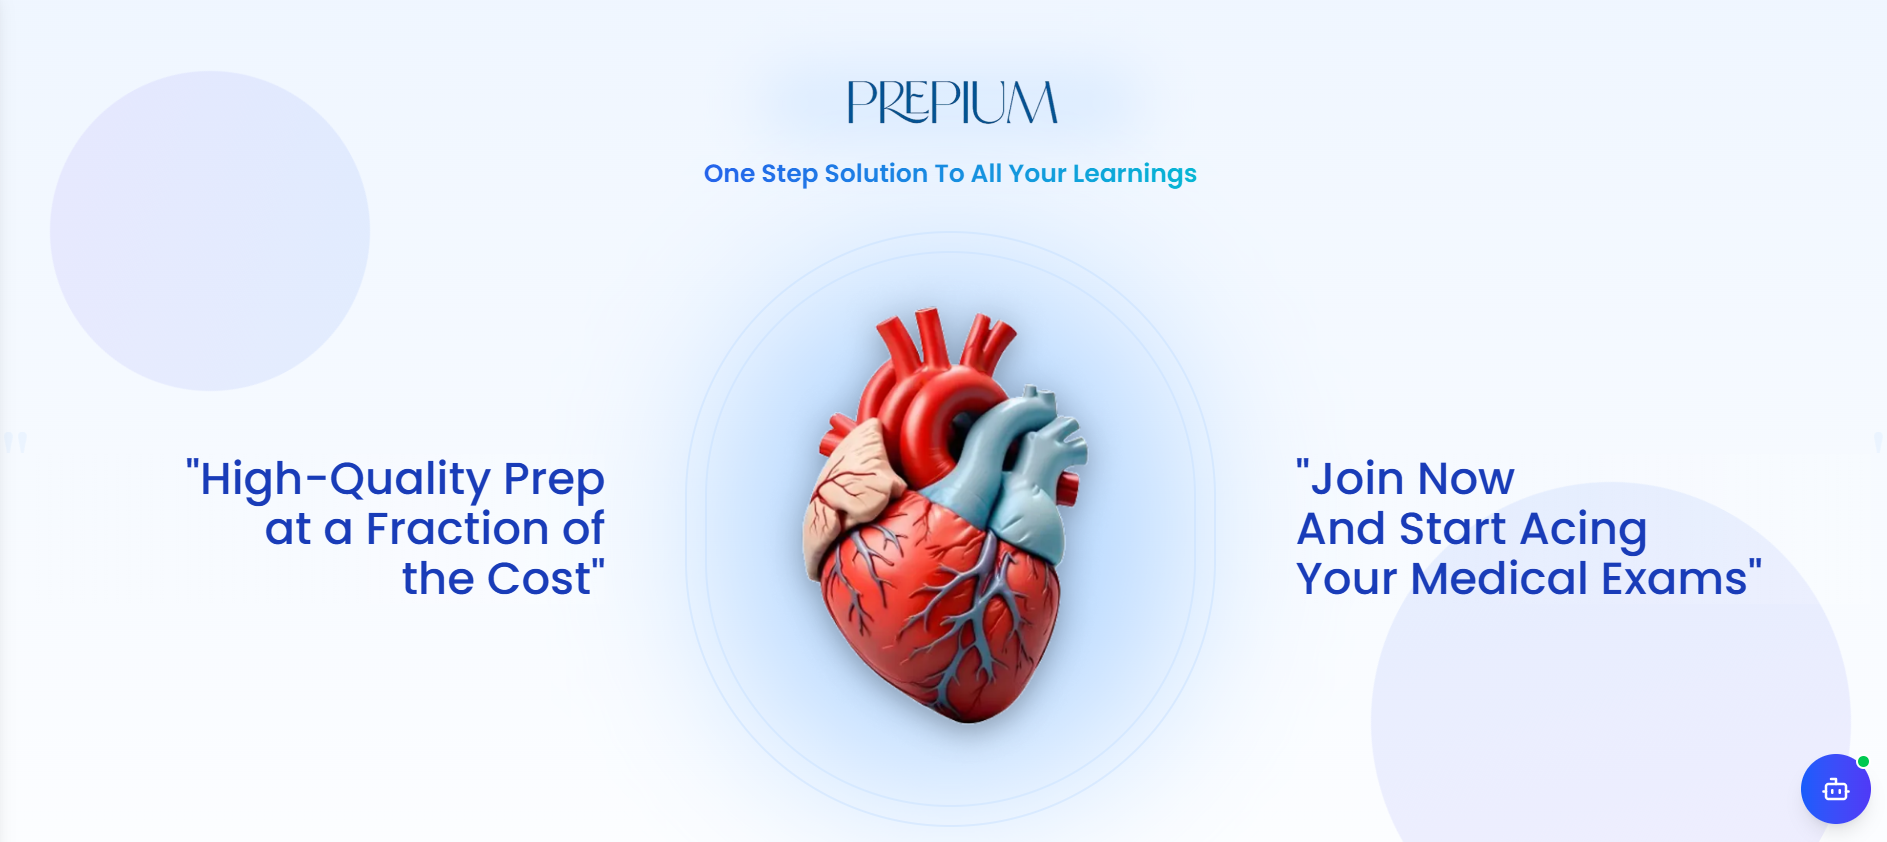 PREPIUM
One Step Solution To All Your Learnings
"High-Quality Prep
at a Fraction of
the Cost"
"Join Now
And Start Acing
Your Medical Exams"